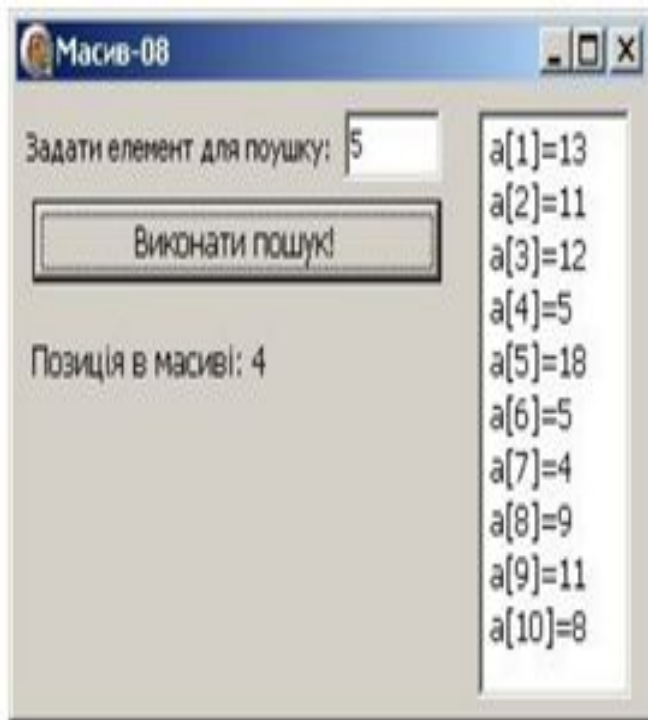 Масив-08
Задати елемент для поушку: 5
Виконати пошук!
Позиція в масиві: 4
a[1]=13
a[2]=11
a[3]=12
a[4]=5
a[5]=18
a[6]=5
a[7]=4
a[8]=9
a[9]=11
a[10]=8